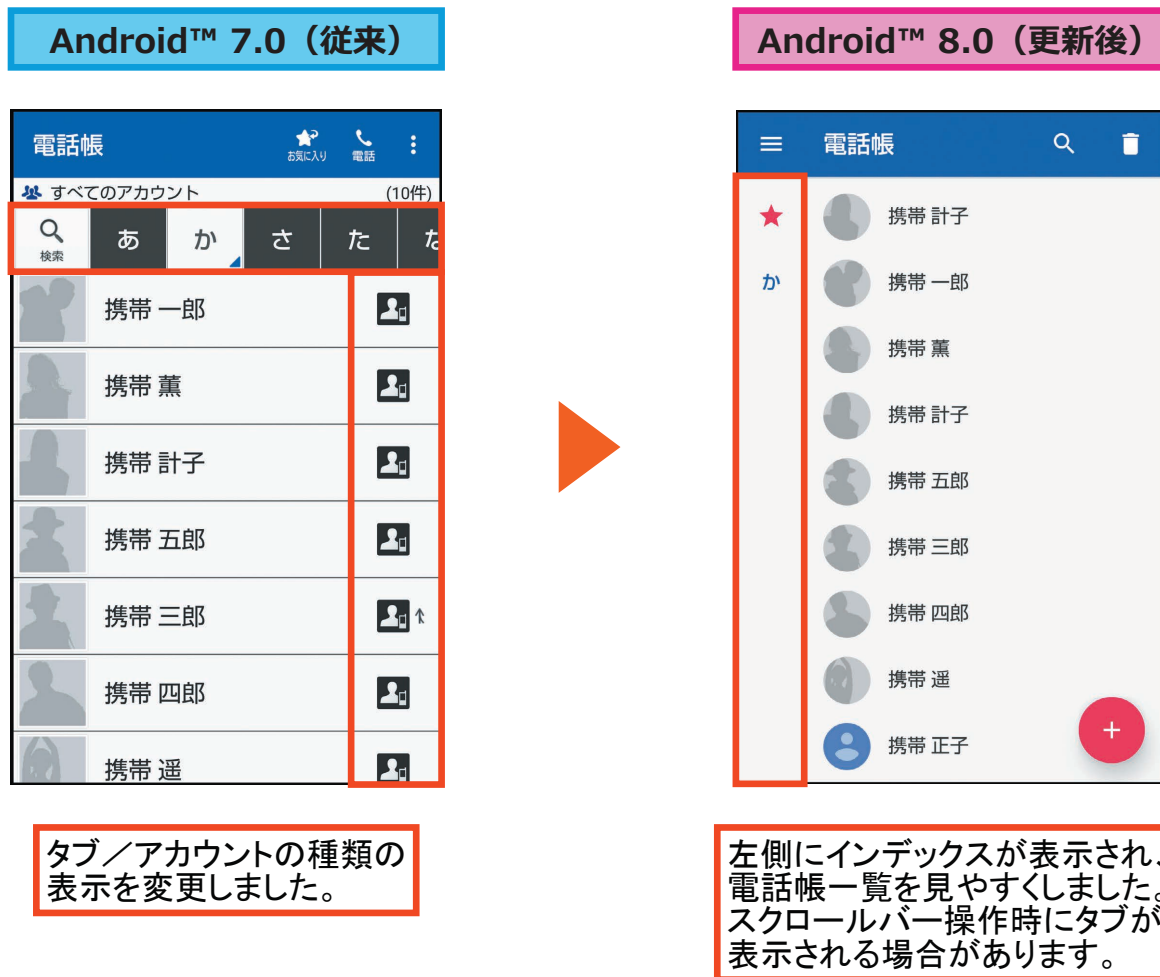 Android™ 7.0（従来）
Android™ 8.0（更新後）
電話帳
お気に入り
電話
すべてのアカウント
(10件)
検索
あ
か
さ
た
な
携帯 一郎
携帯 薫
携帯 計子
携帯 五郎
携帯 三郎
携帯 四郎
携帯 遥
タブ／アカウントの種類の
表示を変更しました。
電話帳
か
携帯 計子
携帯 一郎
携帯 薫
携帯 計子
携帯 五郎
携帯 三郎
携帯 四郎
携帯 遥
携帯 正子
左側にインデックスが表示され、
電話帳一覧を見やすくしました。
スクロールバー操作時にタブが
表示される場合があります。